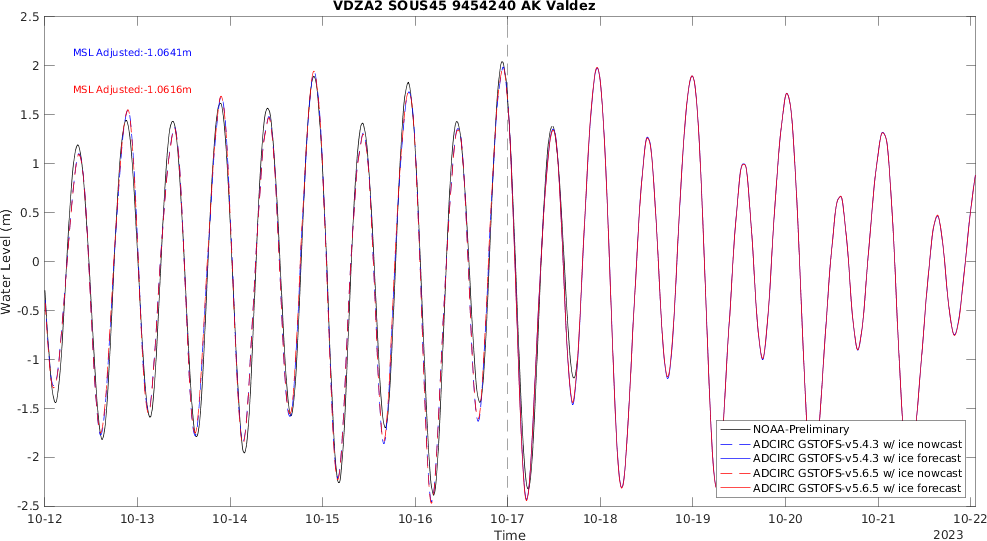 VDZA2 SOUS45 9454240 AK Valdez
MSL Adjusted:-1.0641m
MSL Adjusted:-1.0616m
Water Level (m)
2.5
2
1.5
1
0.5
0
-0.5
-1
-1.5
-2
-2.5
NOAA-Preliminary
ADCIRC GSTOFS-v5.4.3 w/ ice nowcast
ADCIRC GSTOFS-v5.4.3 w/ ice forecast
ADCIRC GSTOFS-v5.6.5 w/ ice nowcast
ADCIRC GSTOFS-v5.6.5 w/ ice forecast
10-12 10-13 10-14 10-15 10-16 10-17 10-18 10-19 10-20 10-21 10-22
Time
2023